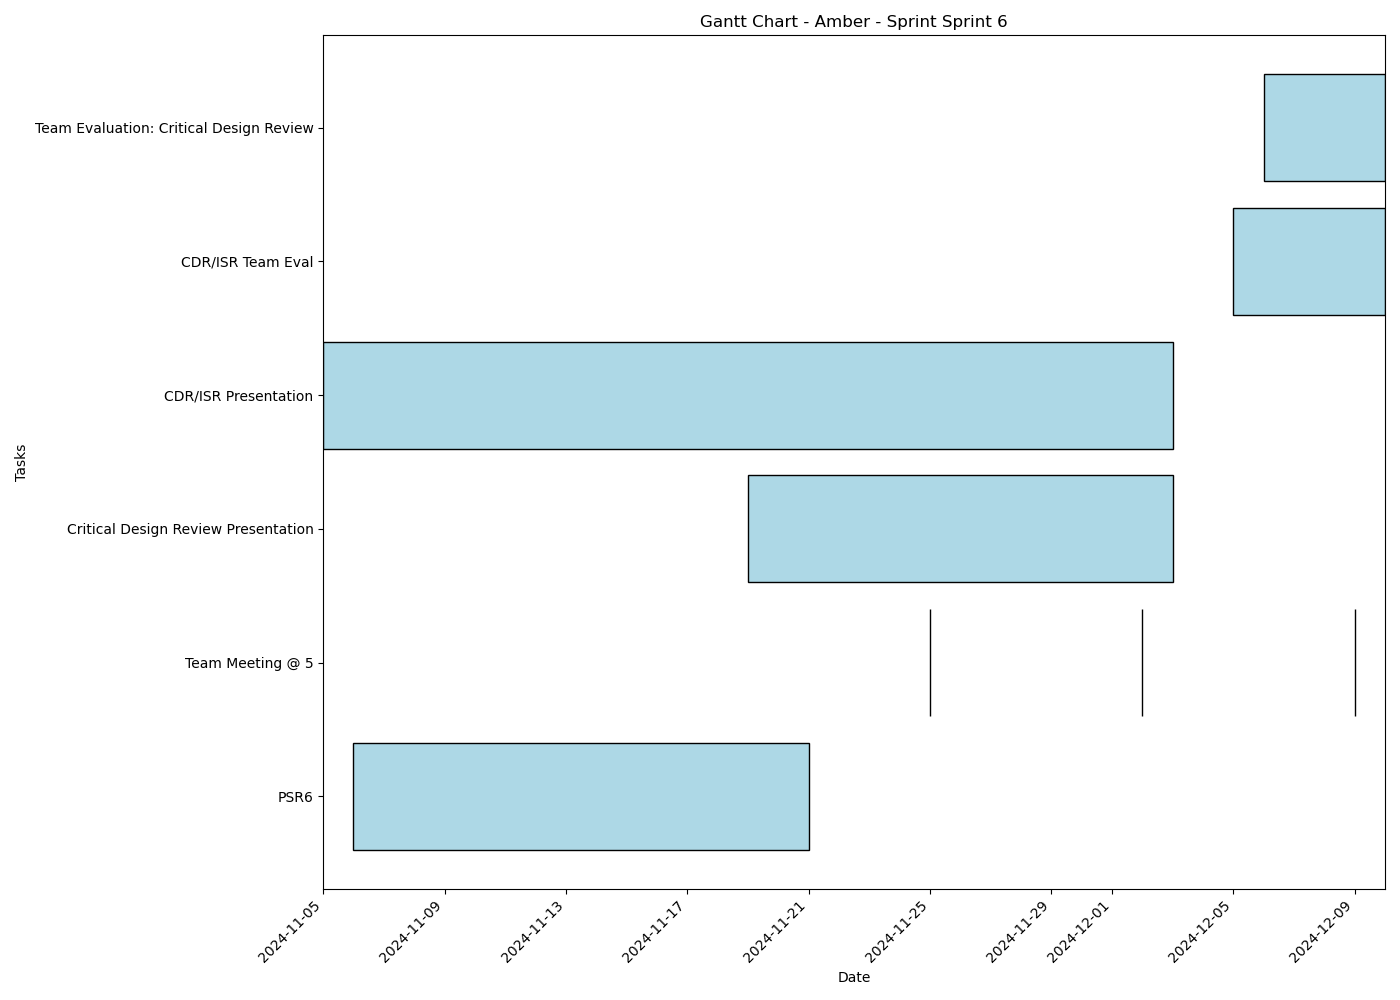 Gantt Chart - Amber - Sprint Sprint 6
Team Evaluation: Critical Design Review
CDR/ISR Team Eval
CDR/ISR Presentation
Critical Design Review Presentation
Team Meeting @ 5
PSR6
Tasks
2024-11-05
2024-11-09
2024-11-13
2024-11-17
2024-11-21
2024-11-25
2024-11-29
2024-12-01
2024-12-05
2024-12-09
Date